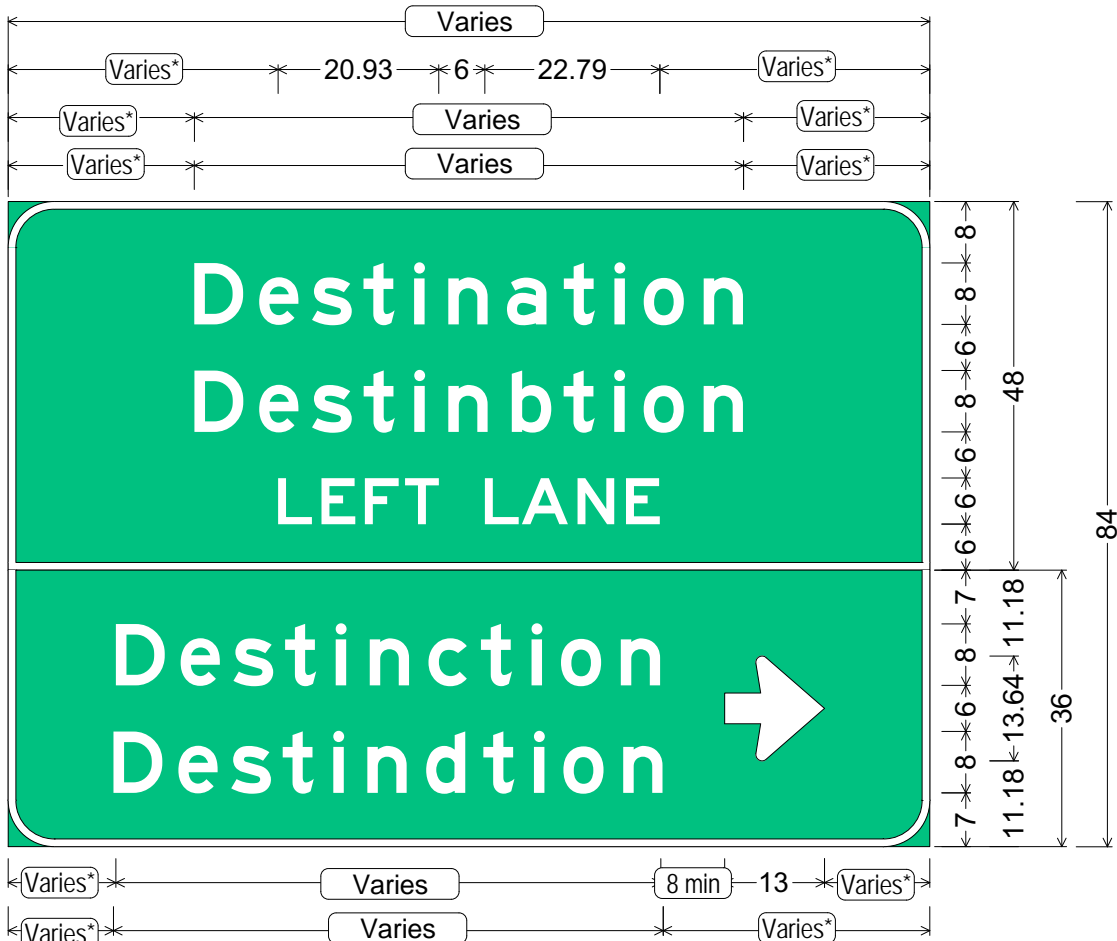 Varies
Varies* 20.93 6 22.79 Varies*
Varies* Varies Varies*
Varies* Varies Varies*
Destination
Destinbtion
LEFT LANE
Destinction
Destindtion
8
8
6
8
6
6
6
48
84
7
8
6
8
7
11.18
13.64
11.18
36
Varies* Varies 8 min 13 Varies*
Varies* Varies Varies*